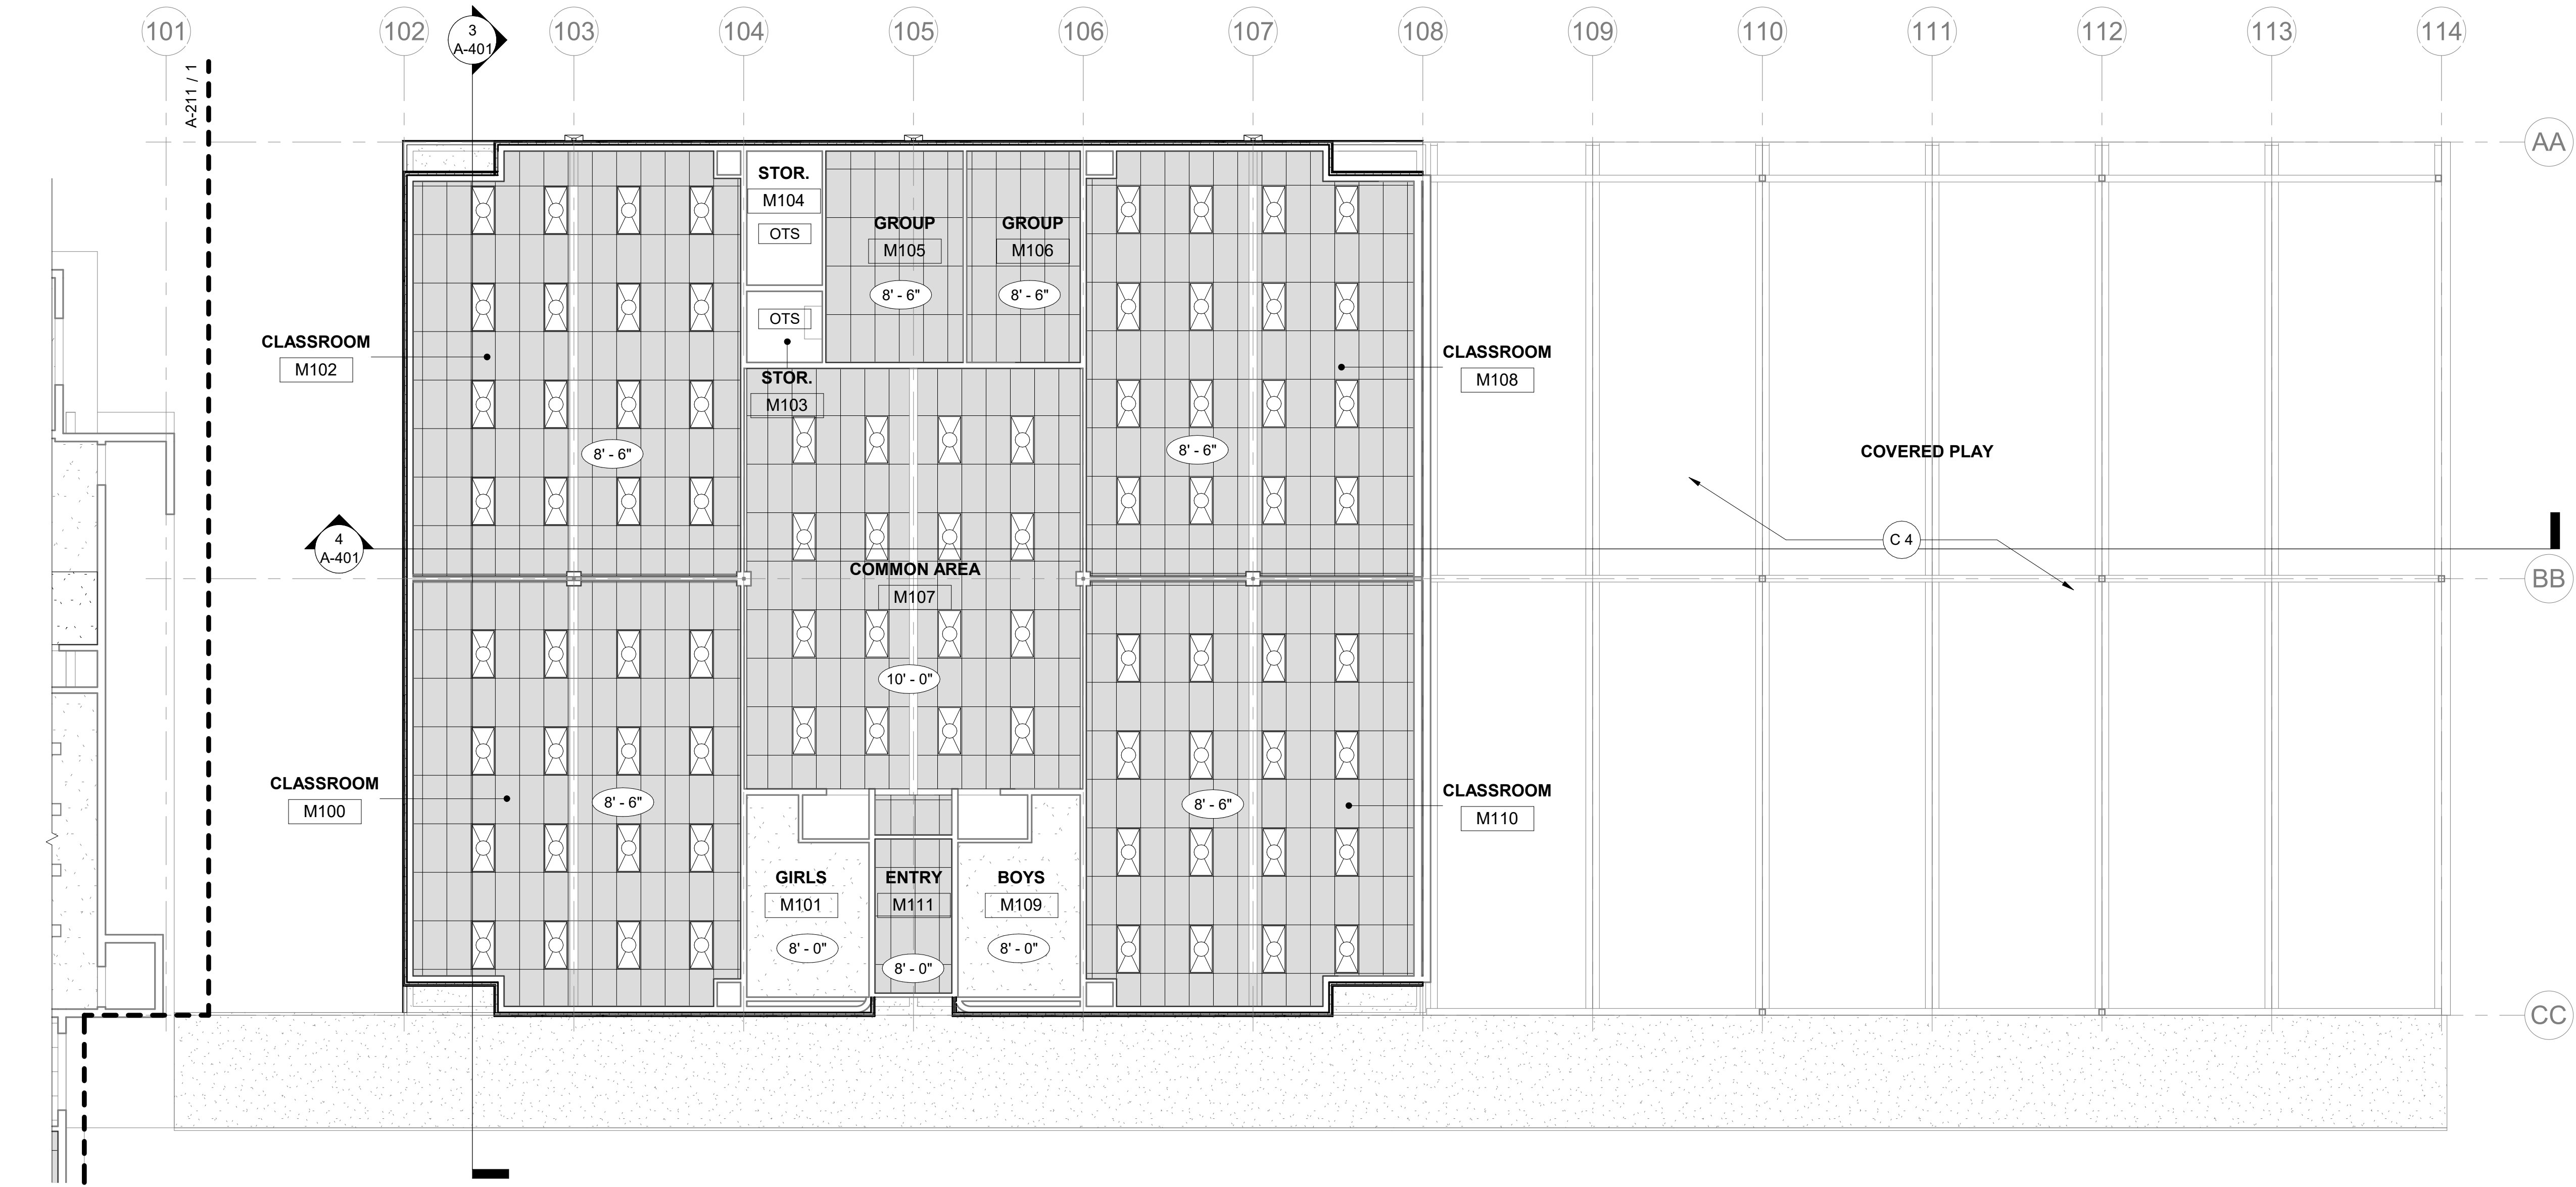 101
102
103
104
105
106
107
108
109
110
111
112
113
114
3
A-401
A-211 / 1
AA
STOR.
M104
OTS
GROUP
M105
8' - 6"
GROUP
M106
8' - 6"
OTS
CLASSROOM
M102
CLASSROOM
M108
STOR.
M103
8' - 6"
8' - 6"
COVERED PLAY
C 4
4
A-401
COMMON AREA
M107
BB
10' - 0"
CLASSROOM
M100
8' - 6"
8' - 6"
CLASSROOM
M110
GIRLS
M101
8' - 0"
ENTRY
M111
8' - 0"
BOYS
M109
8' - 0"
CC